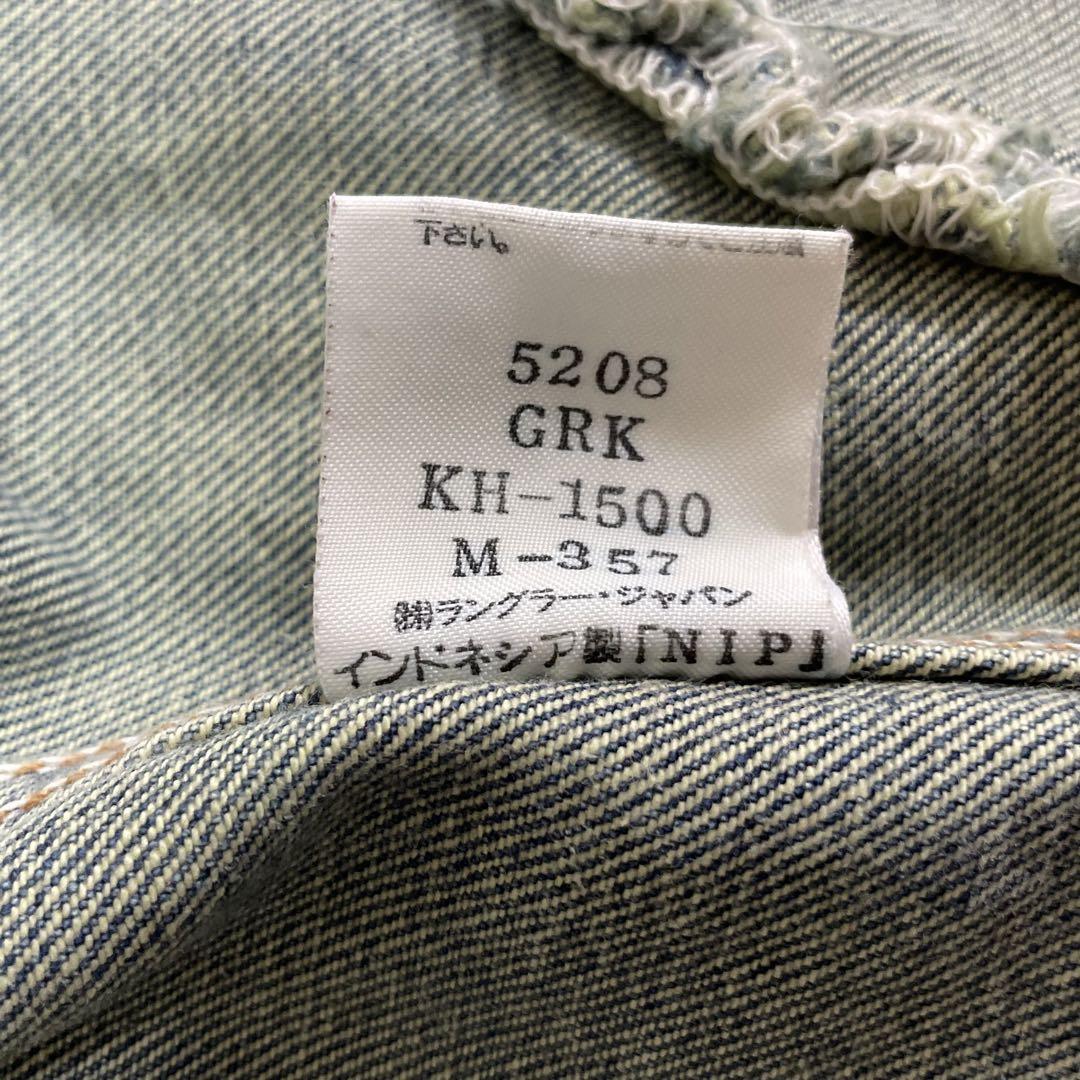 下さい。
5208
GRK
KH-1500
M-357
㈱ラングラー・ジャパン
インドネシア製「NIP」